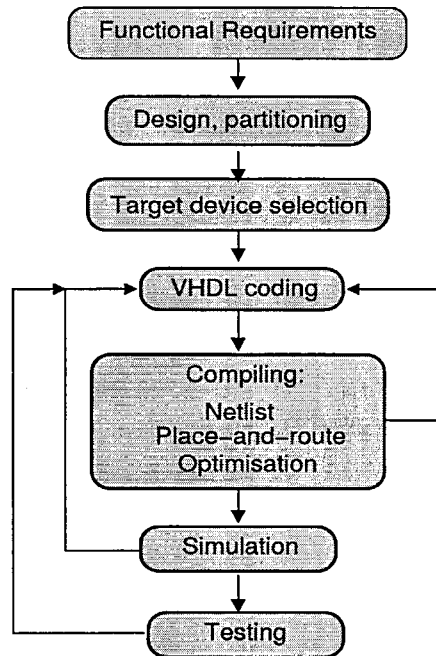 Functional Requirements
Design, partitioning
Target device selection
VHDL coding
Compiling:
Netlist
Place-and-route
Optimisation
Simulation
Testing